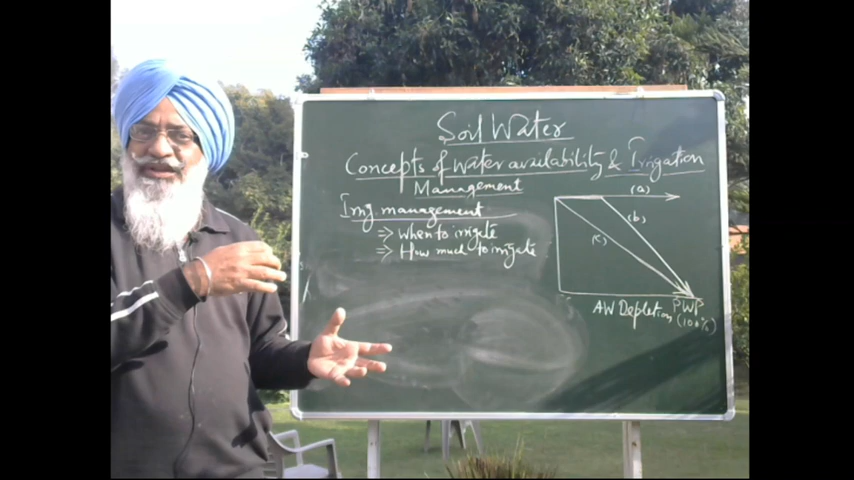 Soil Water
Concepts of water availability & Irrigation
Management
Irrig management
⇒ When to irrigate
⇒ How much to irrigate
(a)
(b)
(c)
AW Depletion PWP
(100%)